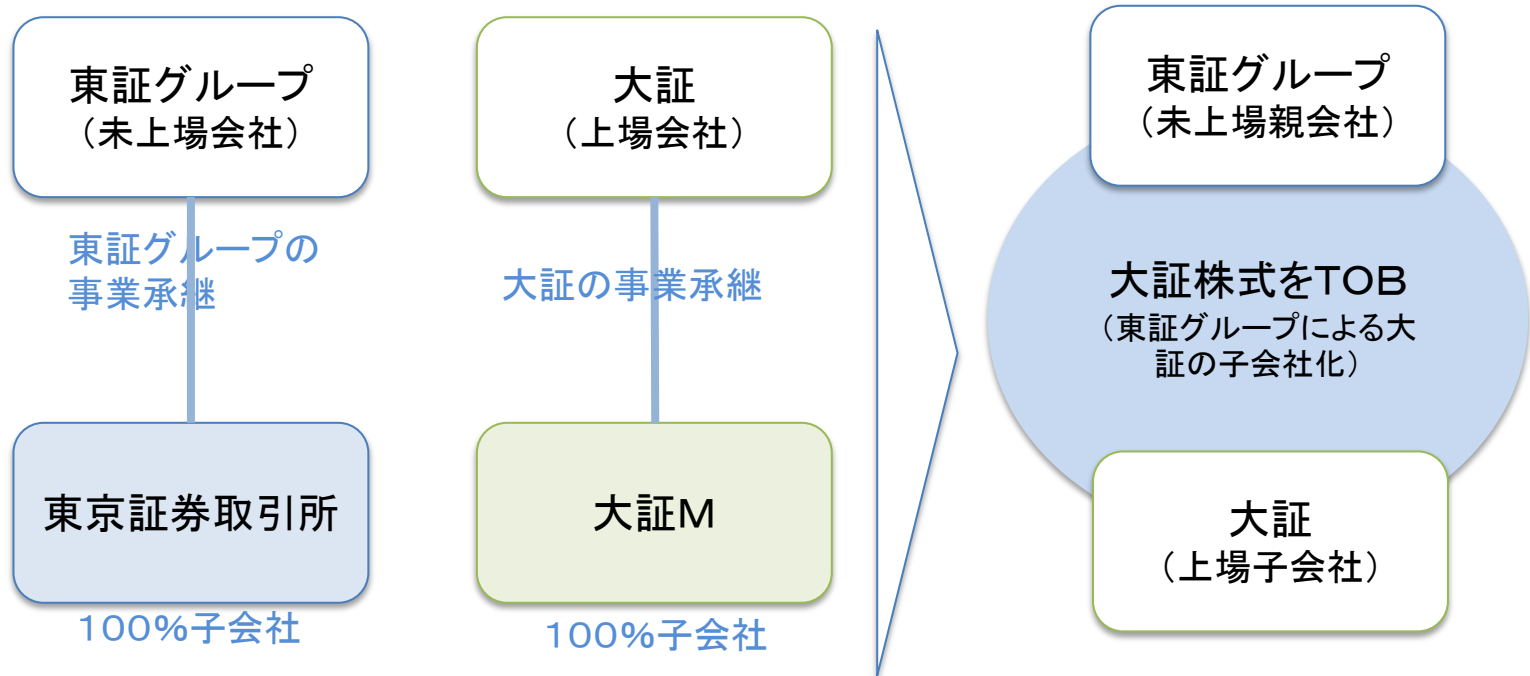 東証グループ
（未上場会社）
東証グループの
事業承継
東京証券取引所
１００％子会社
大証
（上場会社）
大証の事業承継
大証Ｍ
１００％子会社
東証グループ
（未上場親会社）
大証株式をＴＯＢ
（東証グループによる大
証の子会社化）
大証
（上場子会社）